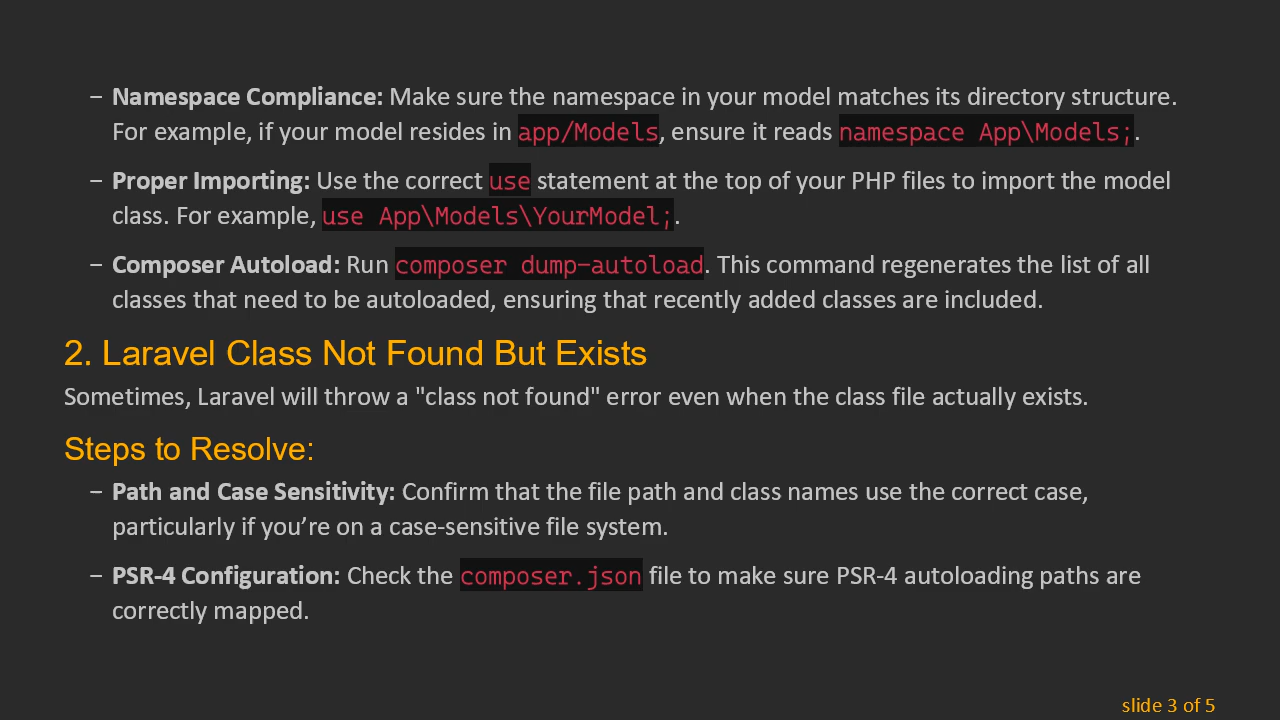 – Namespace Compliance: Make sure the namespace in your model matches its directory structure.
For example, if your model resides in app/Models, ensure it reads namespace App\Models;.
– Proper Importing: Use the correct use statement at the top of your PHP files to import the model
class. For example, use App\Models\YourModel;.
– Composer Autoload: Run composer dump-autoload. This command regenerates the list of all
classes that need to be autoloaded, ensuring that recently added classes are included.
2. Laravel Class Not Found But Exists
Sometimes, Laravel will throw a "class not found" error even when the class file actually exists.
Steps to Resolve:
– Path and Case Sensitivity: Confirm that the file path and class names use the correct case,
particularly if you’re on a case-sensitive file system.
– PSR-4 Configuration: Check the composer.json file to make sure PSR-4 autoloading paths are
correctly mapped.
slide 3 of 5